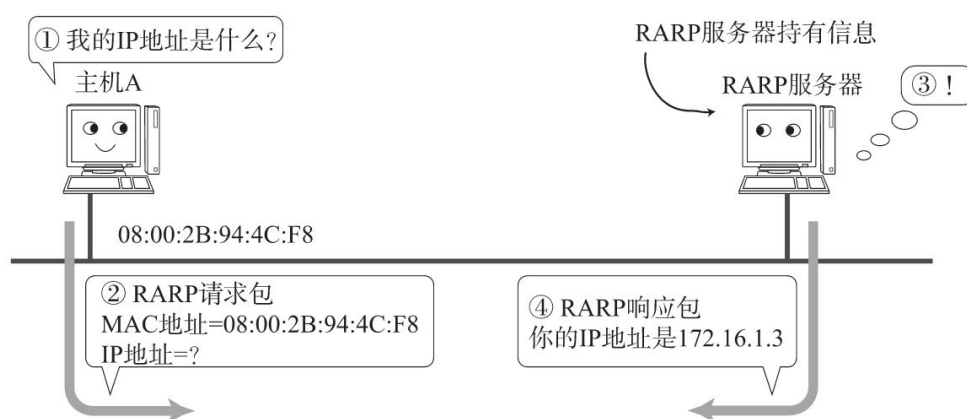 ① 我的IP地址是什么?
主机A
RARP服务器持有信息
RARP服务器
③ !
08:00:2B:94:4C:F8
② RARP请求包
MAC地址=08:00:2B:94:4C:F8
IP地址=?
④ RARP响应包
你的IP地址是172.16.1.3